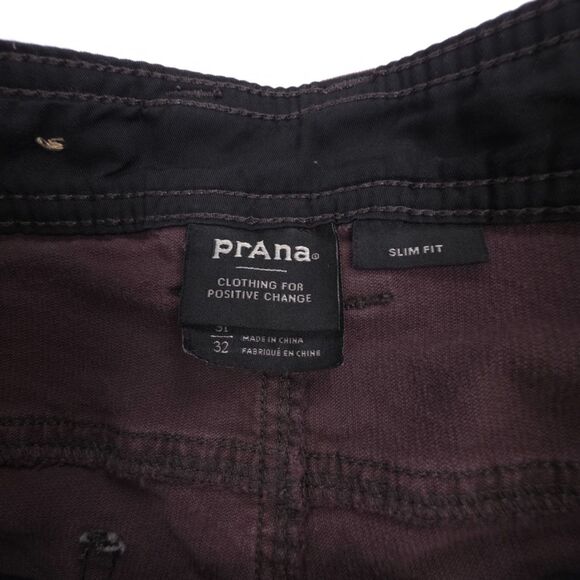 prAna®
CLOTHING FOR
POSITIVE CHANGE
SLIM FIT
31
32
MADE IN CHINA
FABRIQUÉ EN CHINE